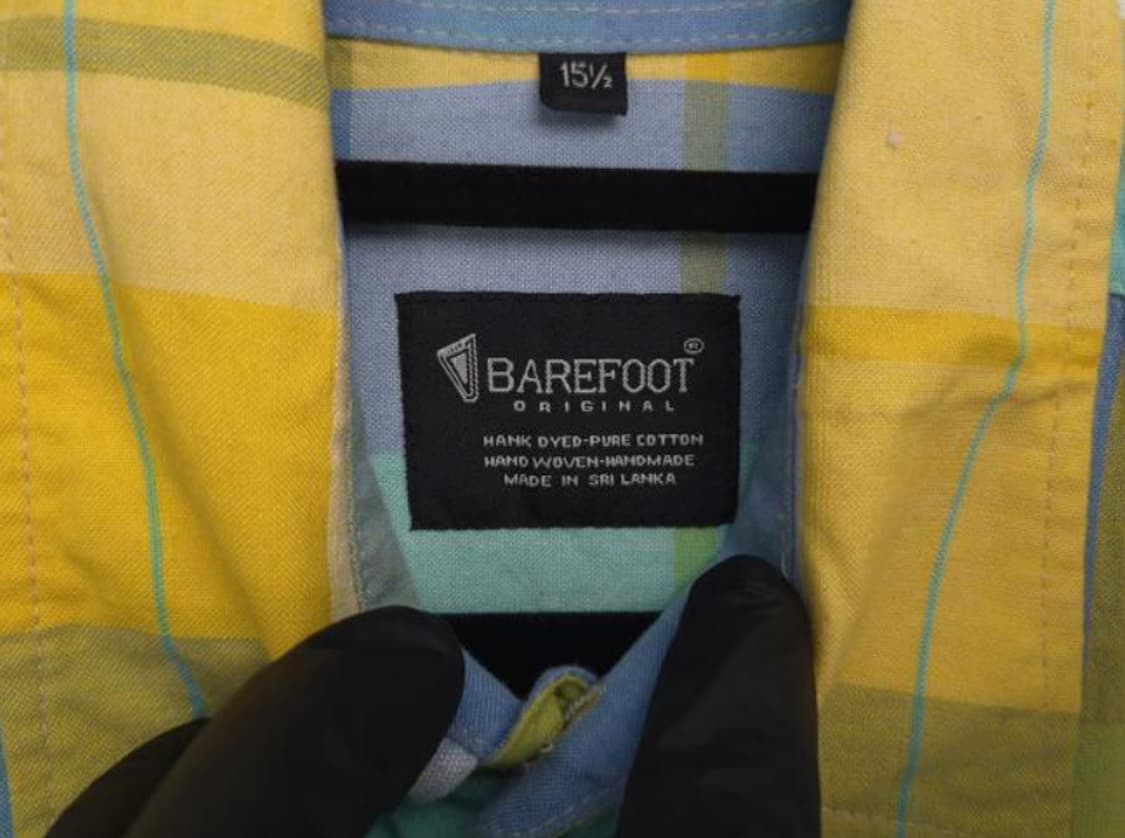 15½
BAREFOOT®
ORIGINAL
HANK DYED-PURE COTTON
HAND WOVEN-HANDMADE
MADE IN SRI LANKA